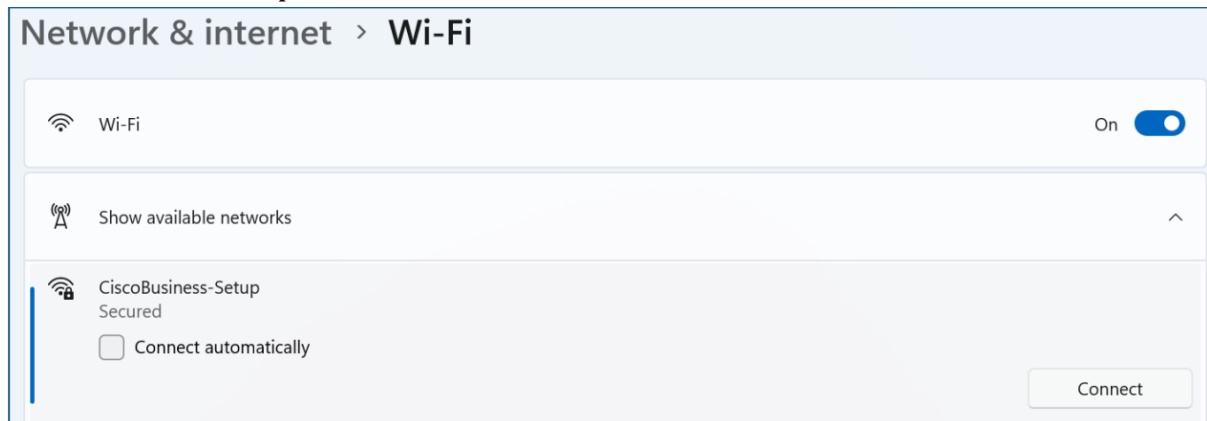 Network & internet > Wi-Fi
Wi-Fi
On
Show available networks
CiscoBusiness-Setup
Secured
Connect automatically
Connect